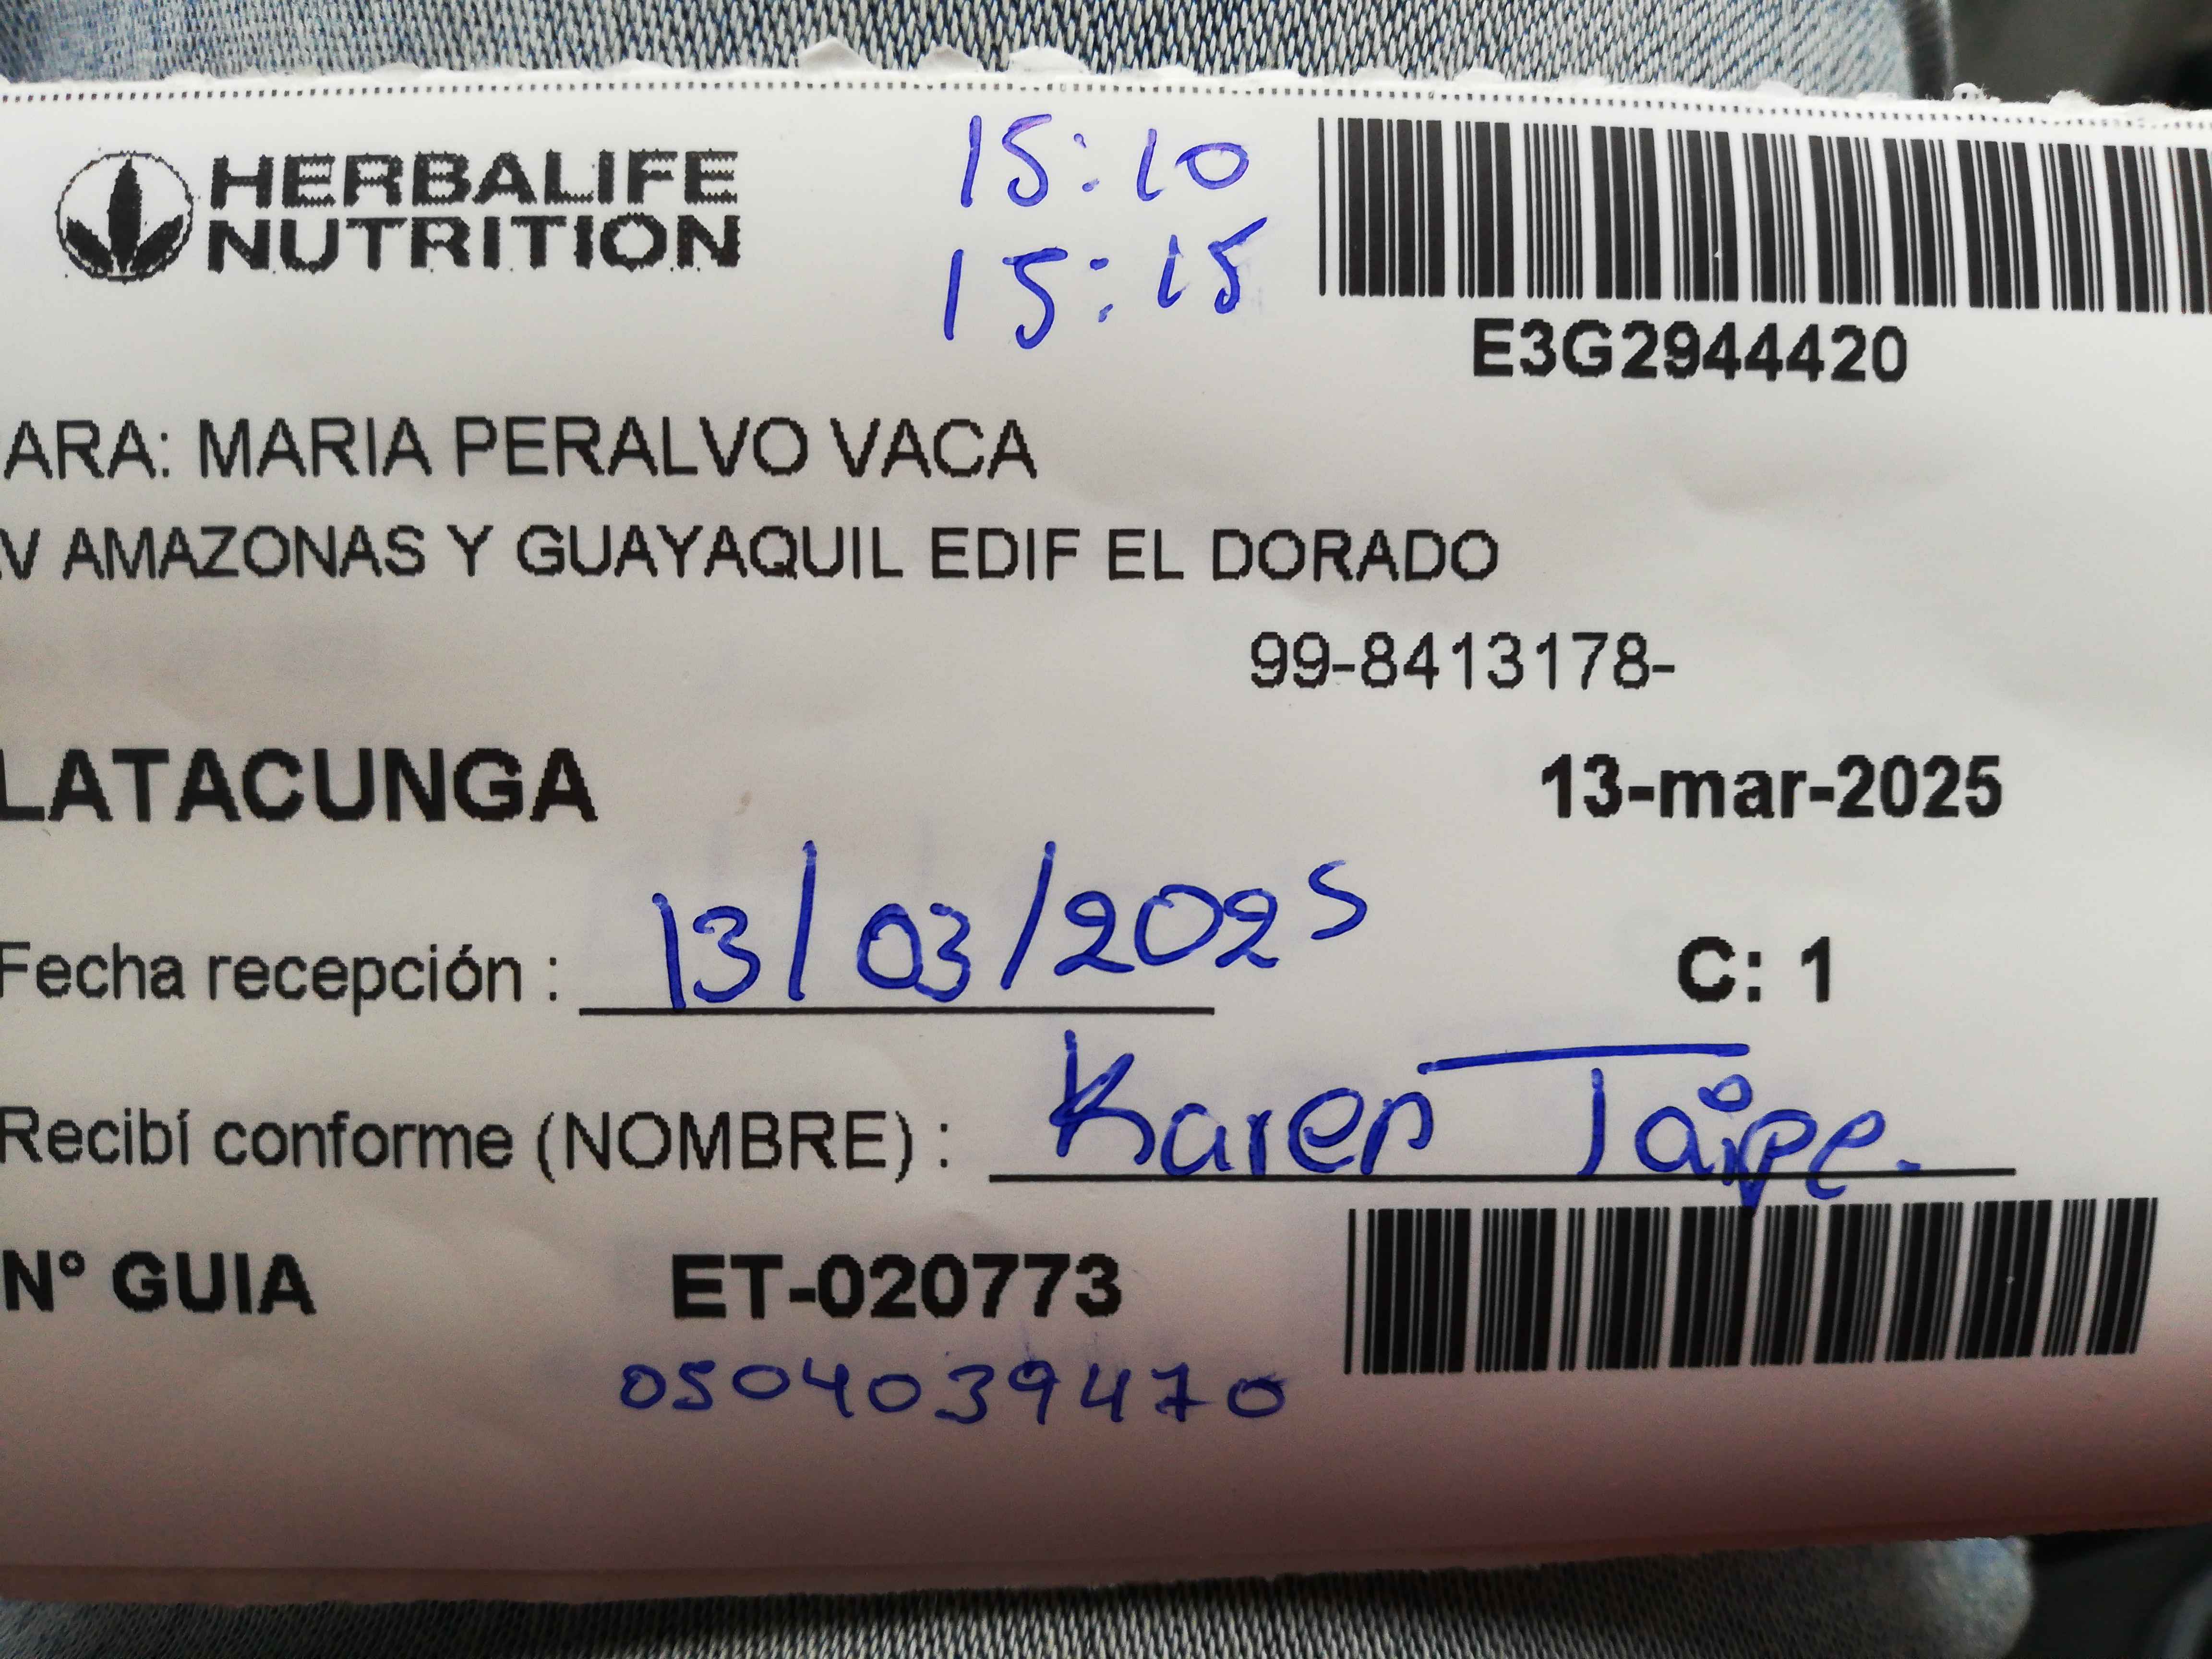 HERBALIFE
NUTRITION
15:10
15:15
E3G2944420
ARA: MARIA PERALVO VACA
V AMAZONAS Y GUAYAQUIL EDIF EL DORADO
99-8413178-
LATACUNGA 13-mar-2025
Fecha recepción : 13/03/2025 C: 1
Recibí conforme (NOMBRE) : Karen Taipe.
N° GUIA ET-020773
0504039470